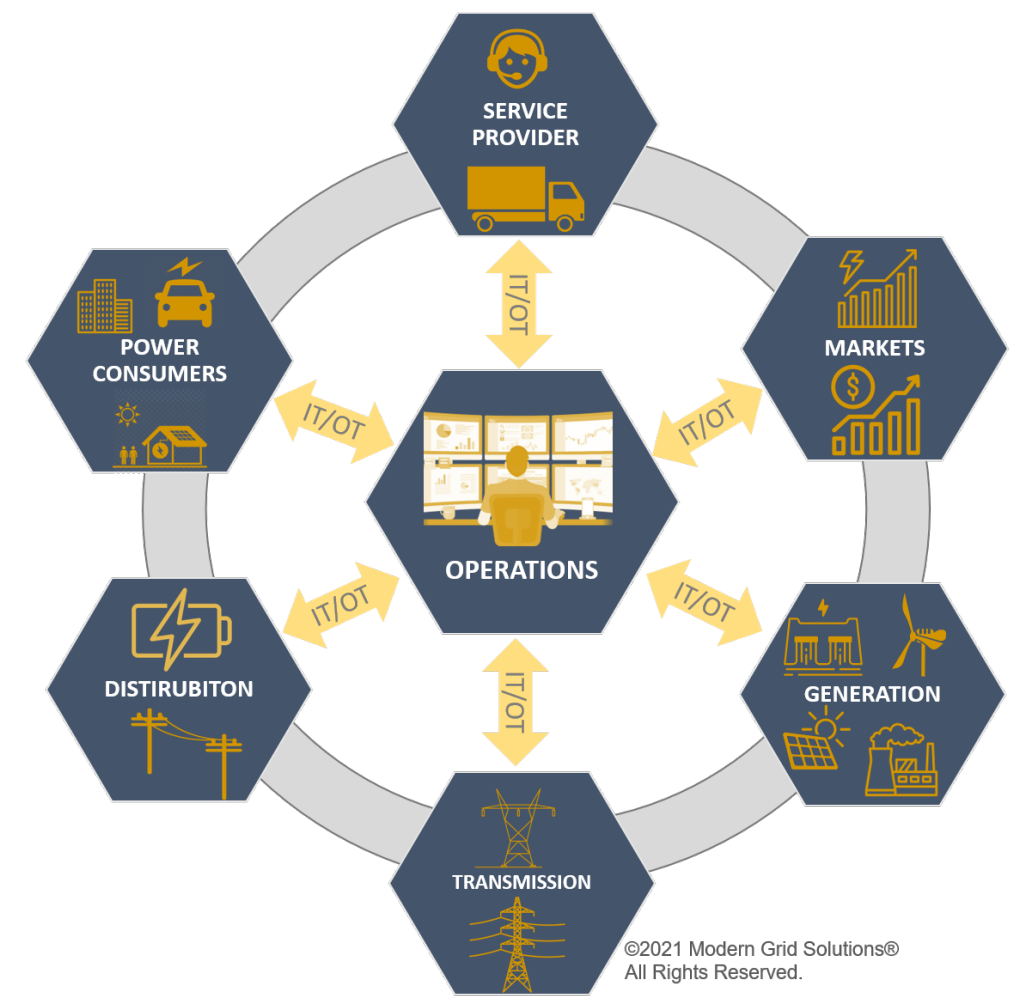 SERVICE
PROVIDER
IT/OT
POWER
CONSUMERS
MARKETS
$
IT/OT
IT/OT
OPERATIONS
IT/OT
IT/OT
DISTIRUBITON
GENERATION
IT/OT
TRANSMISSION
©2021 Modern Grid Solutions®
All Rights Reserved.